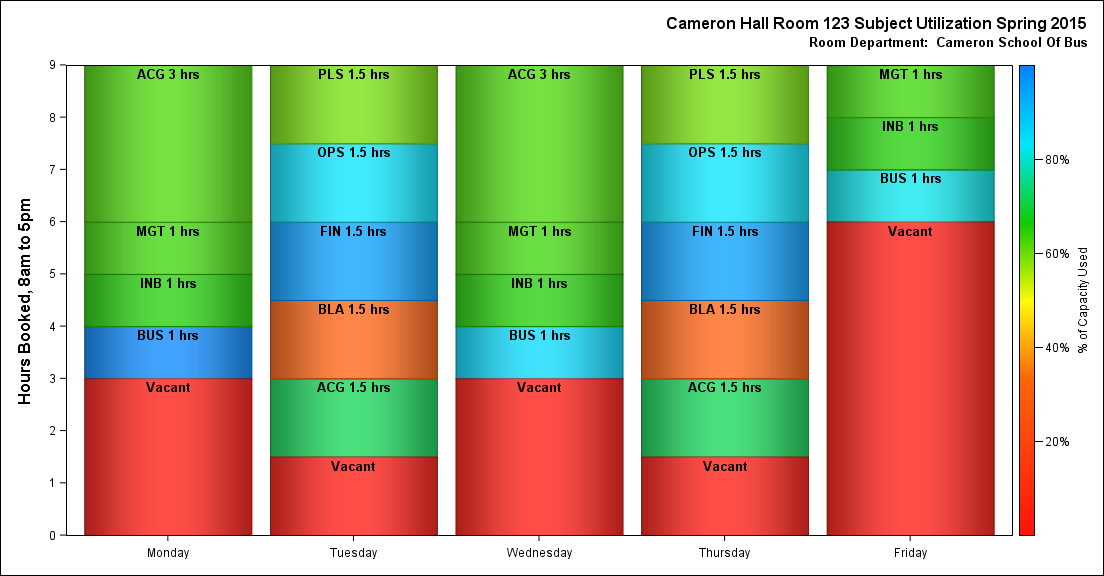 Cameron Hall Room 123 Subject Utilization Spring 2015
Room Department:  Cameron School Of Bus
Hours Booked, 8am to 5pm
9
8
7
6
5
4
3
2
1
0
ACG 3 hrs
MGT 1 hrs
INB 1 hrs
BUS 1 hrs
Vacant
Monday
PLS 1.5 hrs
OPS 1.5 hrs
FIN 1.5 hrs
BLA 1.5 hrs
ACG 1.5 hrs
Vacant
Tuesday
ACG 3 hrs
MGT 1 hrs
INB 1 hrs
BUS 1 hrs
Vacant
Wednesday
PLS 1.5 hrs
OPS 1.5 hrs
FIN 1.5 hrs
BLA 1.5 hrs
ACG 1.5 hrs
Vacant
Thursday
MGT 1 hrs
INB 1 hrs
BUS 1 hrs
Vacant
Friday
80%
60%
40%
20%
% of Capacity Used